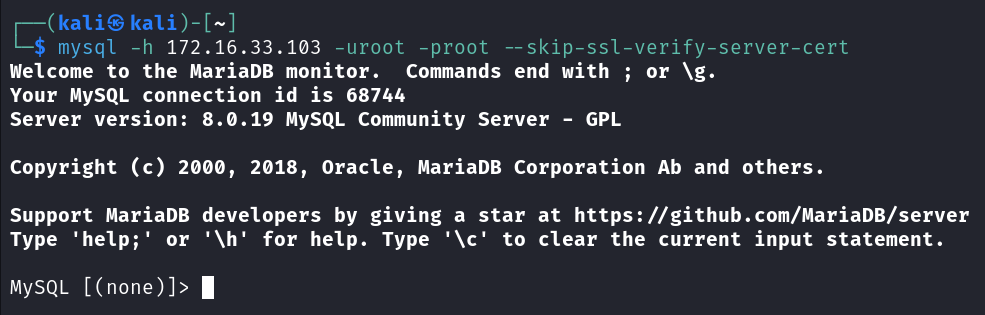 ┌──(kali㉿kali)-[~]
└─$ mysql -h 172.16.33.103 -uroot -proot --skip-ssl-verify-server-cert
Welcome to the MariaDB monitor.  Commands end with ; or \g.
Your MySQL connection id is 68744
Server version: 8.0.19 MySQL Community Server - GPL

Copyright (c) 2000, 2018, Oracle, MariaDB Corporation Ab and others.

Support MariaDB developers by giving a star at https://github.com/MariaDB/server
Type 'help;' or '\h' for help. Type '\c' to clear the current input statement.

MySQL [(none)]>